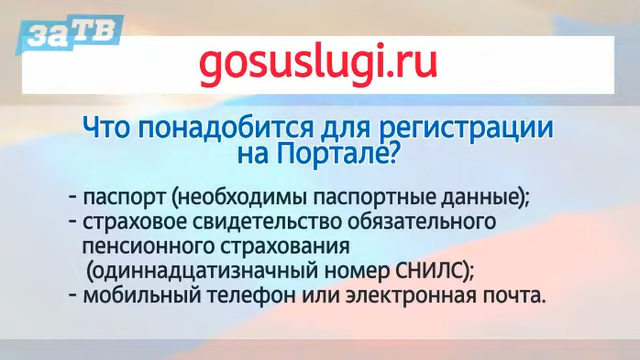 заТВ
gosuslugi.ru
Что понадобится для регистрации
на Портале?
- паспорт (необходимы паспортные данные);
- страховое свидетельство обязательного
пенсионного страхования
(одиннадцатизначный номер СНИЛС);
- мобильный телефон или электронная почта.